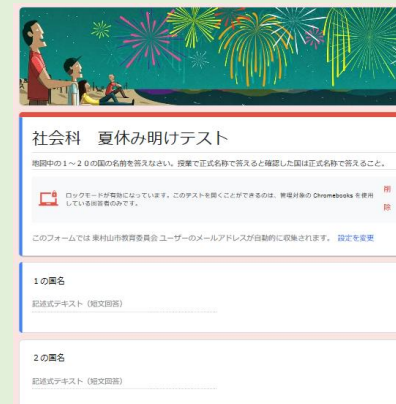 社会科　夏休み明けテスト
地図中の１～２０の国の名前を答えなさい。授業で正式名称で答えると確認した国は正式名称で答えること。
ロックモードが有効になっています。このテストを開くことができるのは、管理対象の Chromebooks を使用
している回答者のみです。
削
除
このフォームでは 東村山市教育委員会 ユーザーのメールアドレスが自動的に収集されます。 設定を変更
１の国名
記述式テキスト（短文回答）
２の国名
記述式テキスト（短文回答）